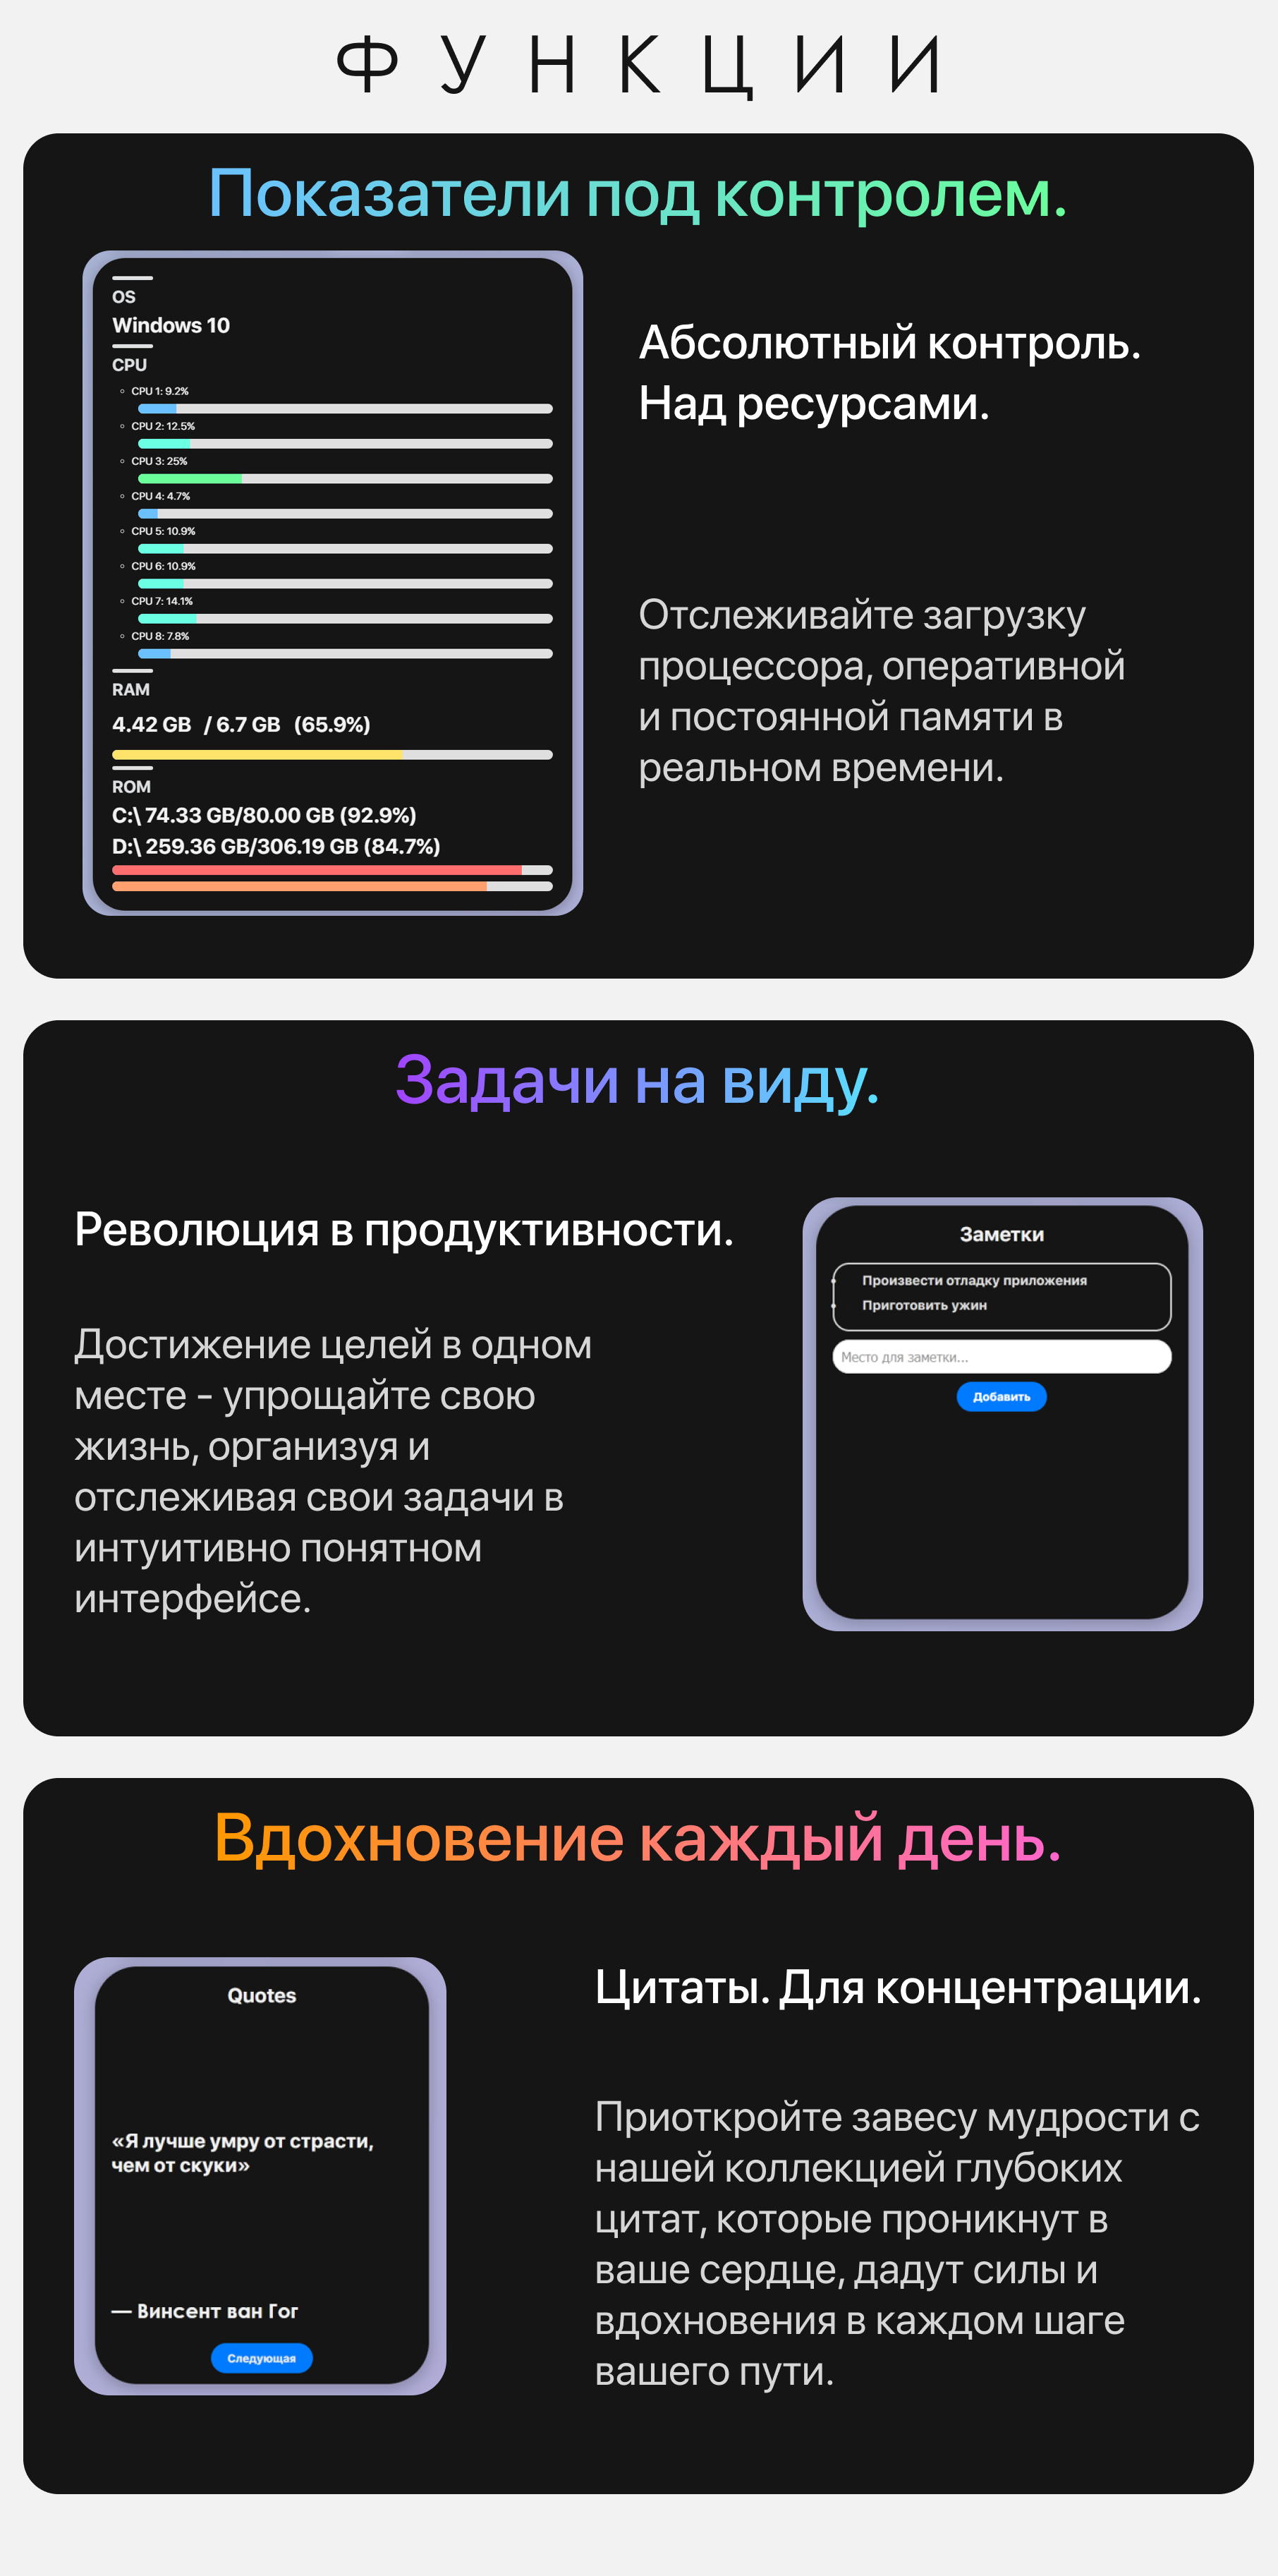 ФУНКЦИИ
Показатели под контролем.
OS
Windows 10
CPU
CPU 1: 9.2%
CPU 2: 12.5%
CPU 3: 25%
CPU 4: 4.7%
CPU 5: 10.9%
CPU 6: 10.9%
CPU 7: 14.1%
CPU 8: 7.8%
RAM
4.42 GB / 6.7 GB (65.9%)
ROM
C:\ 74.33 GB/80.00 GB (92.9%)
D:\ 259.36 GB/306.19 GB (84.7%)
Абсолютный контроль.
Над ресурсами.
Отслеживайте загрузку
процессора, оперативной
и постоянной памяти в
реальном времени.
Задачи на виду.
Революция в продуктивности.
Достижение целей в одном
месте - упрощайте свою
жизнь, организуя и
отслеживая свои задачи в
интуитивно понятном
интерфейсе.
Заметки
Произвести отладку приложения
Приготовить ужин
Место для заметки...
Добавить
Вдохновение каждый день.
Quotes
«Я лучше умру от страсти,
чем от скуки»
— Винсент ван Гог
Следующая
Цитаты. Для концентрации.
Приоткройте завесу мудрости с
нашей коллекцией глубоких
цитат, которые проникнут в
ваше сердце, дадут силы и
вдохновения в каждом шаге
вашего пути.